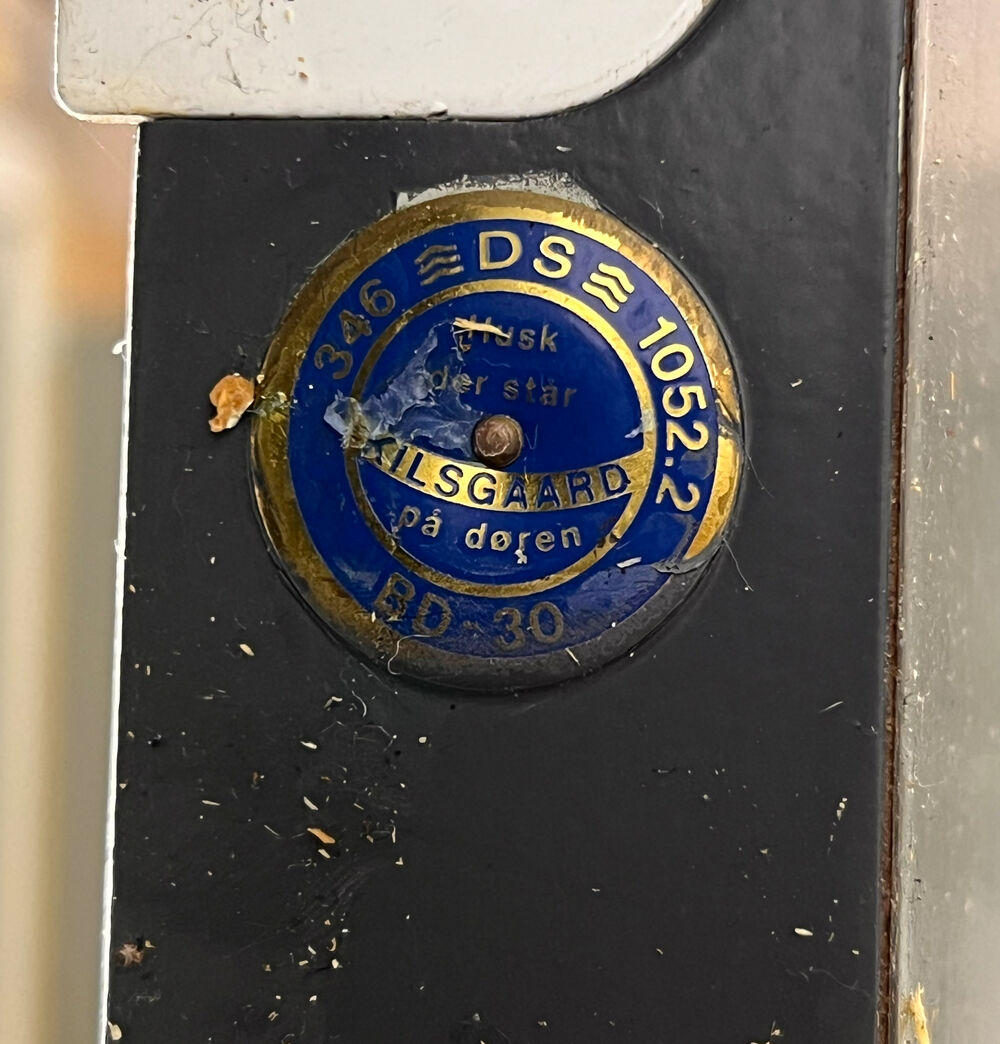 346 DS 1052.2
Husk
der står
KILSGAARD
på døren
BD-30